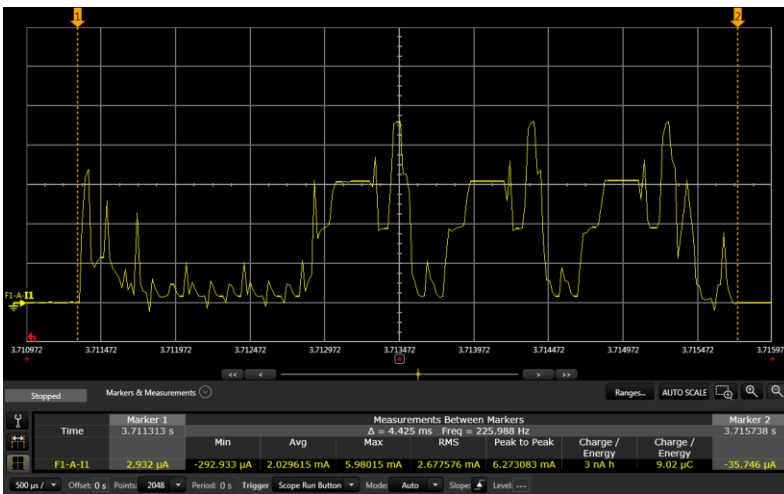 1 2
F1-A-I1
3.710972 3.711472 3.711972 3.712472 3.712972 3.713472 3.713972 3.714472 3.714972 3.715472 3.71597
<< < > >>
Stopped Markers & Measurements Ranges... AUTO SCALE
Marker 1 Measurements Between Markers Marker 2
Time 3.711313 s Δ = 4.425 ms Freq = 225.988 Hz 3.715738 s
Min Avg Max RMS Peak to Peak Charge / Energy Charge / Energy
F1-A-I1 2.932 µA -292.933 µA 2.029615 mA 5.98015 mA 2.677576 mA 6.273083 mA 3 nA h 9.02 µC -35.746 µA
500 µs / Offset: 0 s Points: 2048 Period: 0 s Trigger Scope Run Button Mode: Auto Slope: Level: ---